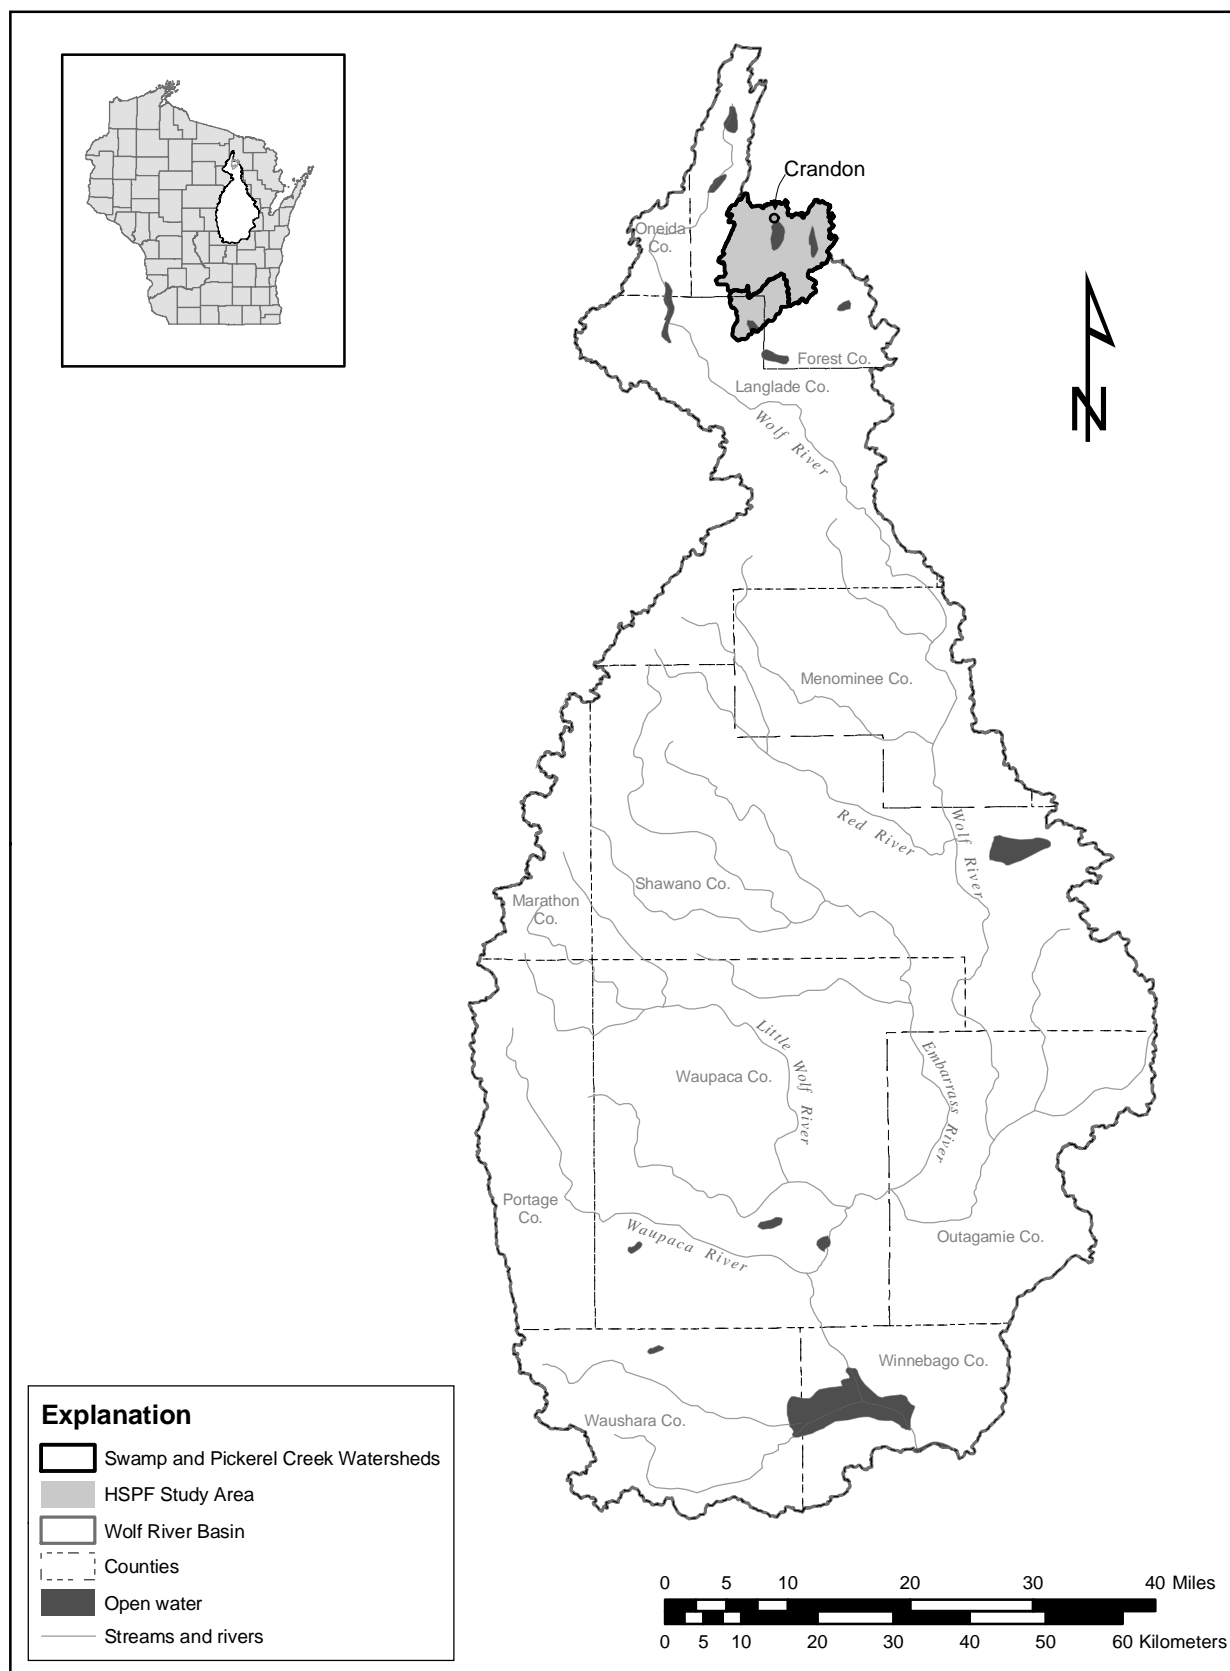 Crandon
Oneida
Co.
Forest Co.
Langlade Co.
Wolf River
Menominee Co.
Red River
Wolf River
Shawano Co.
Marathon
Co.
Little Wolf River
Embarrass River
Waupaca Co.
Portage
Co.
Waupaca River
Outagamie Co.
Winnebago Co.
Waushara Co.
N
Explanation
Swamp and Pickerel Creek Watersheds
HSPF Study Area
Wolf River Basin
Counties
Open water
Streams and rivers
0 5 10 20 30 40 Miles
0 5 10 20 30 40 50 60 Kilometers